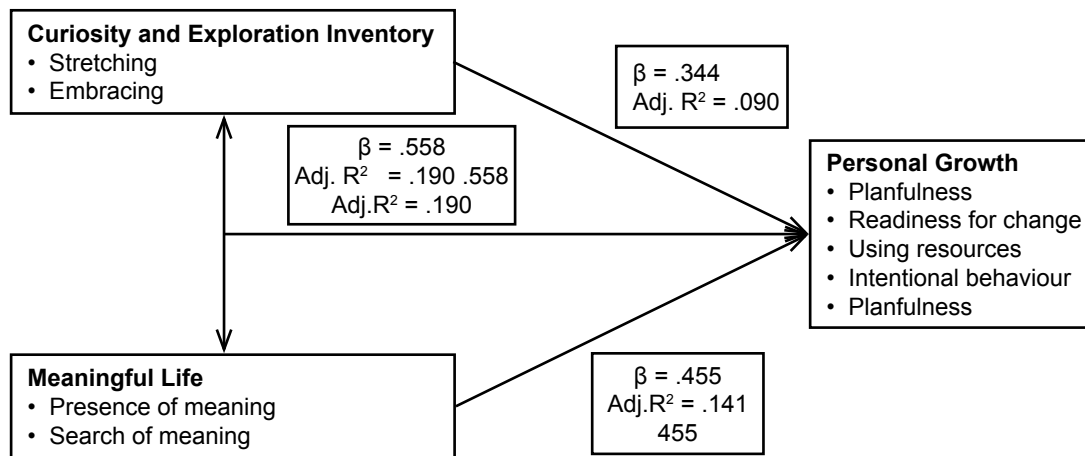 Curiosity and Exploration Inventory
• Stretching
• Embracing
β = .344
Adj. R² = .090
β = .558
Adj. R² = .190 .558
Adj.R² = .190
Personal Growth
• Planfulness
• Readiness for change
• Using resources
• Intentional behaviour
• Planfulness
Meaningful Life
• Presence of meaning
• Search of meaning
β = .455
Adj.R² = .141
455